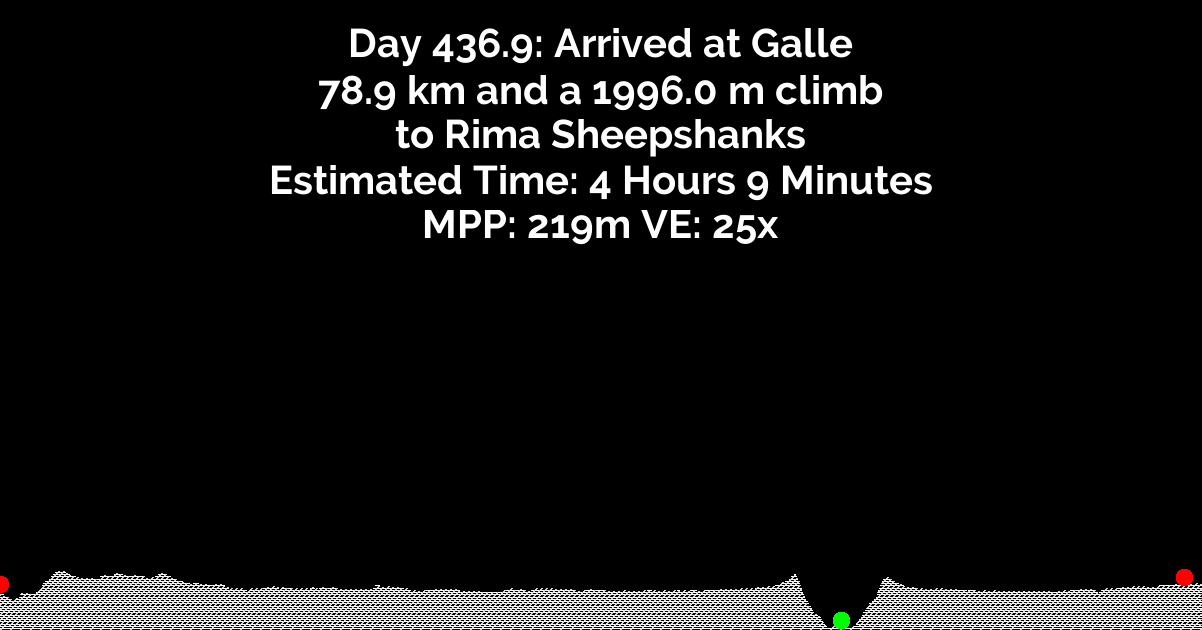 Day 436.9: Arrived at Galle
78.9 km and a 1996.0 m climb
to Rima Sheepshanks
Estimated Time: 4 Hours 9 Minutes
MPP: 219m VE: 25x